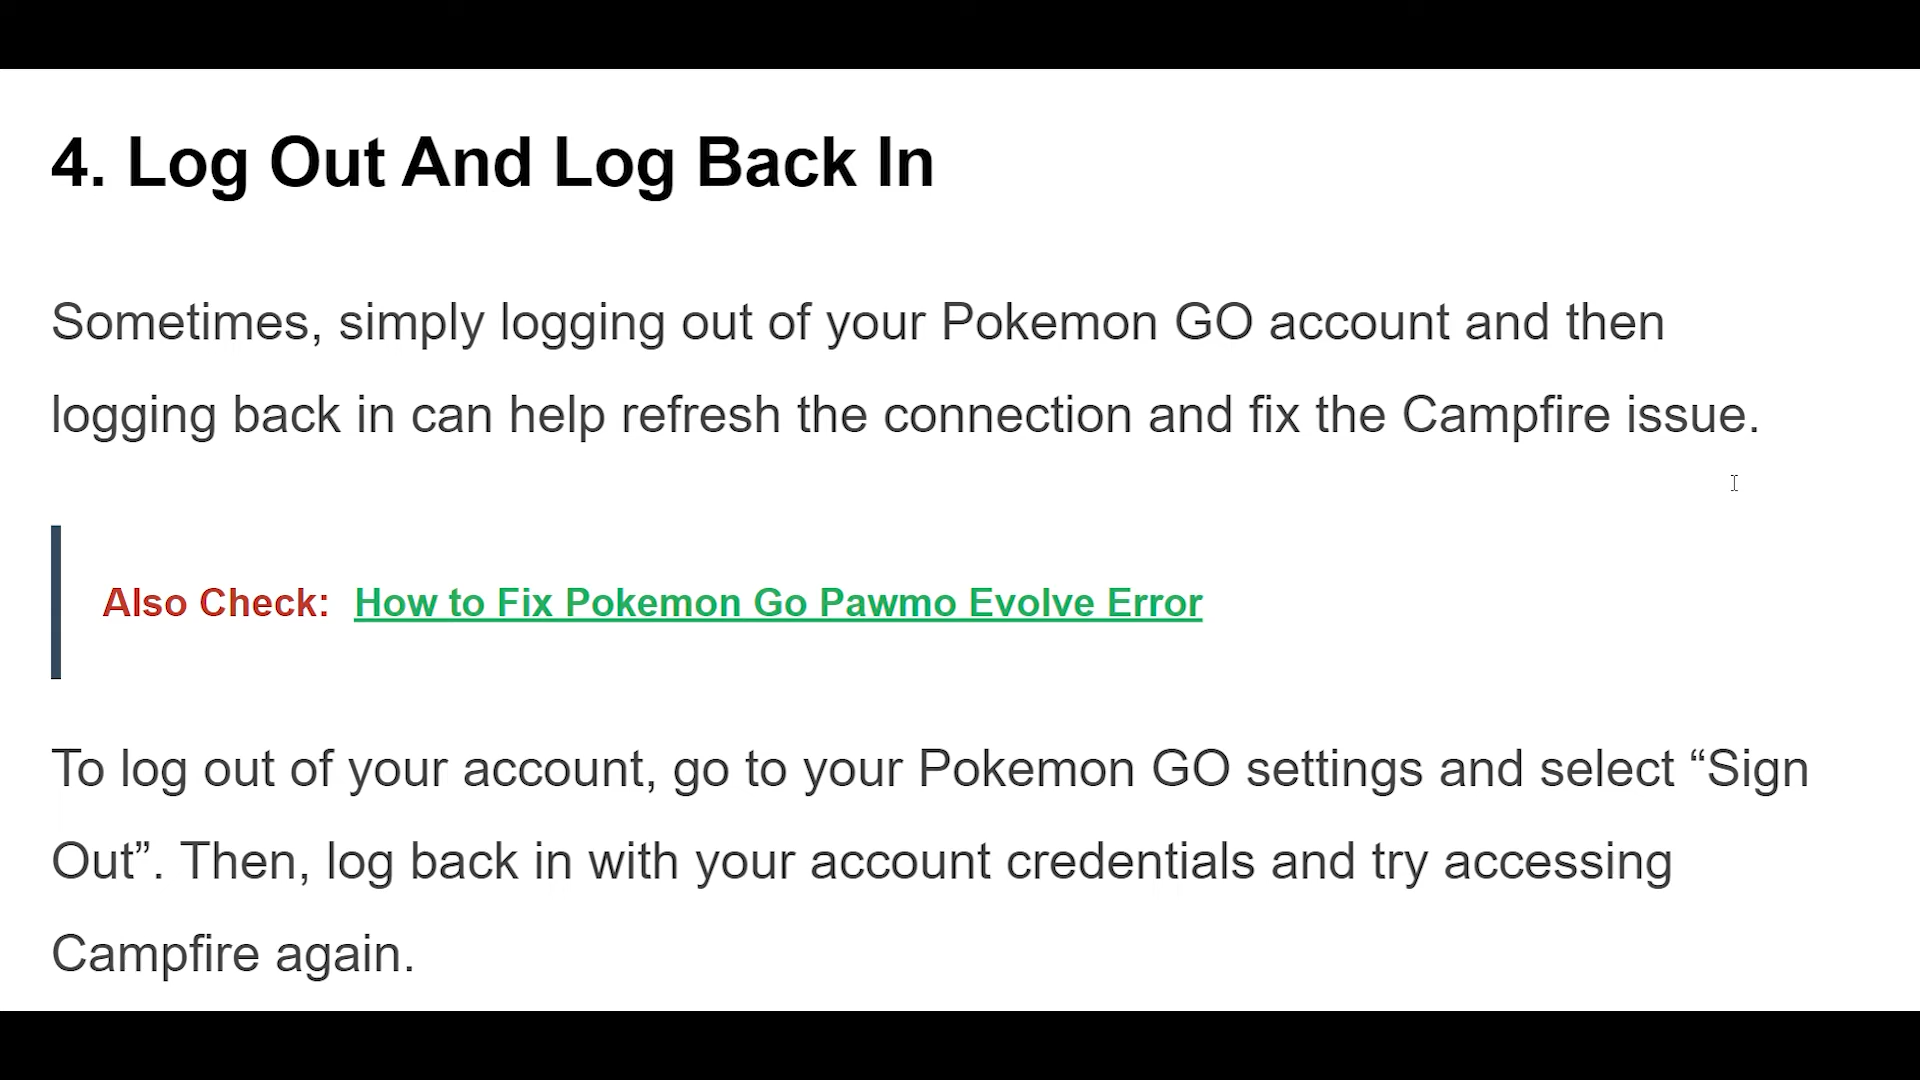 4. Log Out And Log Back In
Sometimes, simply logging out of your Pokemon GO account and then
logging back in can help refresh the connection and fix the Campfire issue.
Also Check: How to Fix Pokemon Go Pawmo Evolve Error
To log out of your account, go to your Pokemon GO settings and select “Sign
Out”. Then, log back in with your account credentials and try accessing
Campfire again.